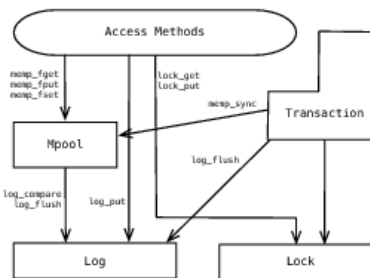 Access Methods
memp_fget
memp_fput
memp_fset
lock_get
lock_put
memp_sync
Transaction
Mpool
log_flush
log_compare
log_flush
log_put
Log
Lock